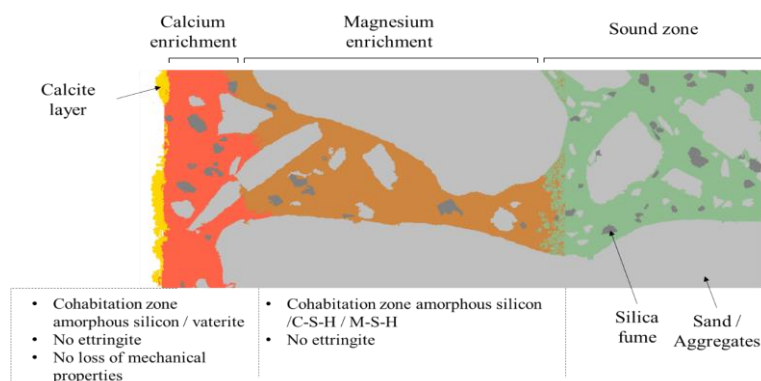 Calcium
enrichment
Magnesium
enrichment
Sound zone
Calcite
layer
• Cohabitation zone
amorphous silicon / vaterite
• No ettringite
• No loss of mechanical
properties
• Cohabitation zone amorphous silicon
/C-S-H / M-S-H
• No ettringite
Silica
fume
Sand /
Aggregates